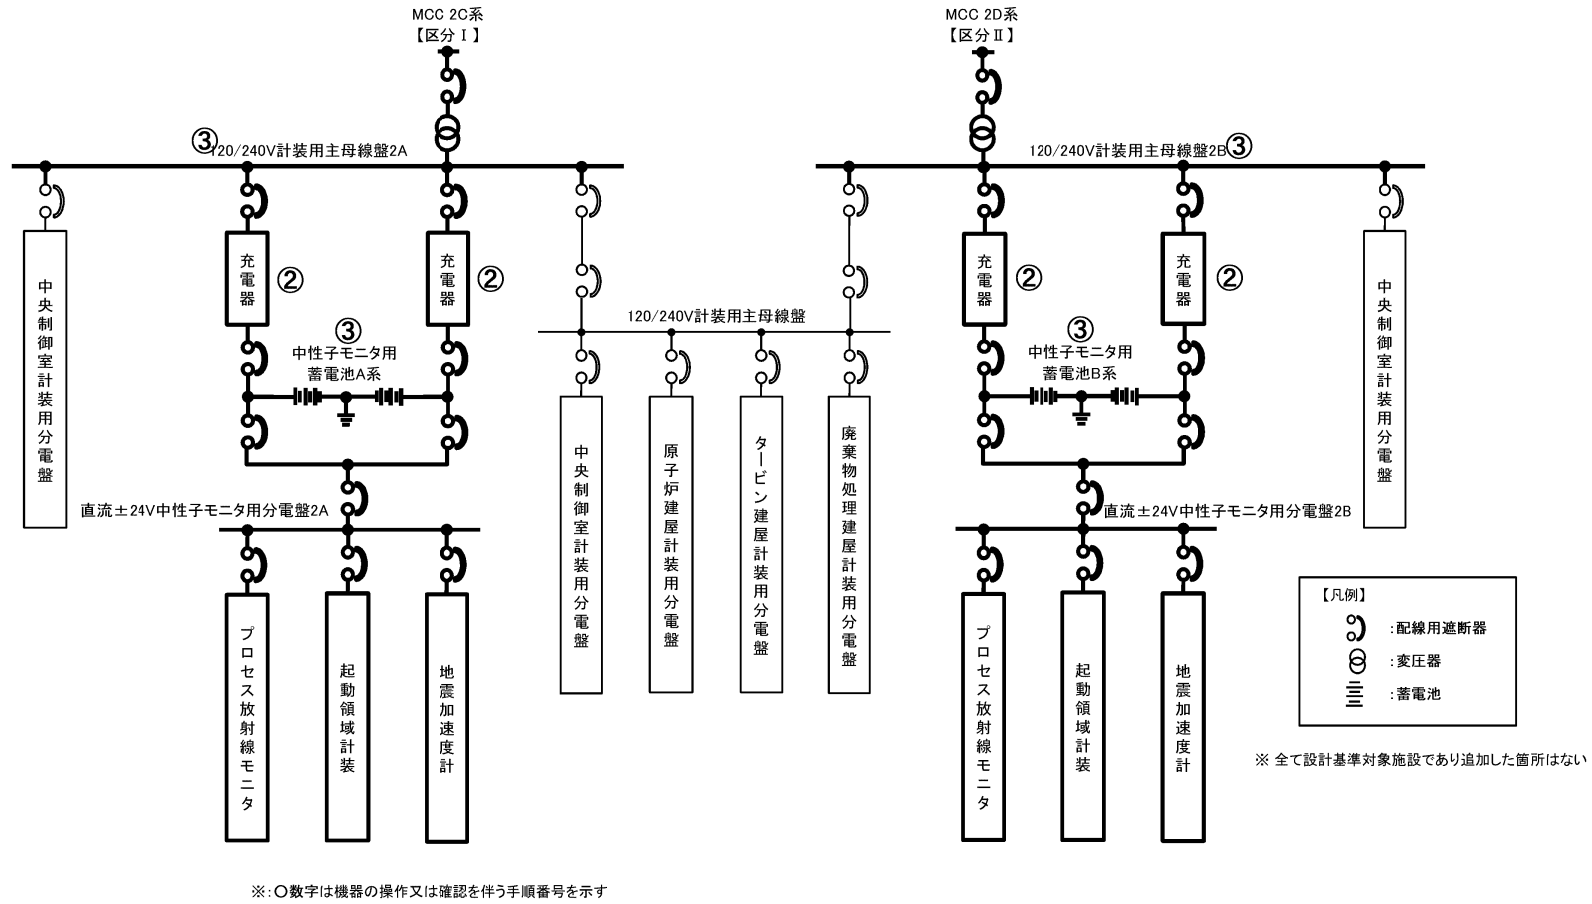 MCC 2C系
【区分Ⅰ】
MCC 2D系
【区分Ⅱ】
③
120/240V計装用主母線盤2A
120/240V計装用主母線盤2B
③
中央制御室計装用分電盤
充電器
②
充電器
②
充電器
②
充電器
②
中央制御室計装用分電盤
120/240V計装用主母線盤
③
中性子モニタ用
蓄電池A系
③
中性子モニタ用
蓄電池B系
中央制御室計装用分電盤
原子炉建屋計装用分電盤
タービン建屋計装用分電盤
廃棄物処理建屋計装用分電盤
直流±24V中性子モニタ用分電盤2A
直流±24V中性子モニタ用分電盤2B
プロセス放射線モニタ
起動領域計装
地震加速度計
プロセス放射線モニタ
起動領域計装
地震加速度計
【凡例】
:配線用遮断器
:変圧器
:蓄電池
※ 全て設計基準対象施設であり追加した箇所はない
※:〇数字は機器の操作又は確認を伴う手順番号を示す